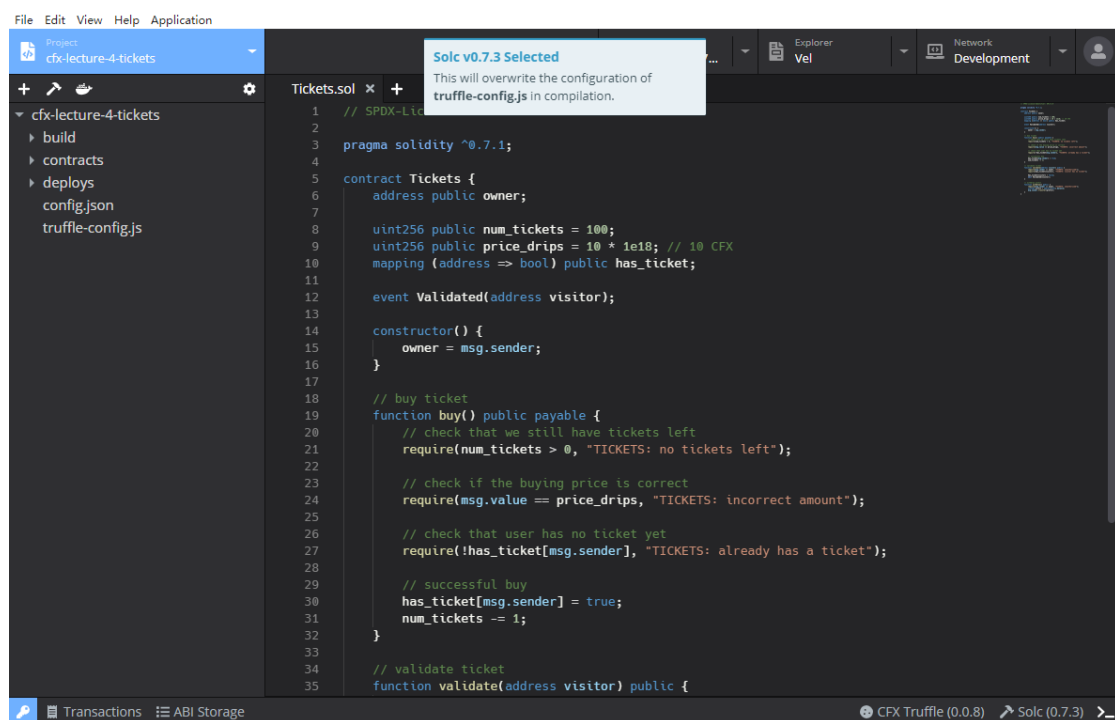 File Edit View Help Application
Project
cfx-lecture-4-tickets
Solc v0.7.3 Selected
This will overwrite the configuration of
truffle-config.js in compilation.
...
Explorer
Vel
Network
Development
Tickets.sol × +
cfx-lecture-4-tickets
build
contracts
deploys
config.json
truffle-config.js
1 // SPDX-Lic
2
3 pragma solidity ^0.7.1;
4
5 contract Tickets {
6 address public owner;
7
8 uint256 public num_tickets = 100;
9 uint256 public price_drips = 10 * 1e18; // 10 CFX
10 mapping (address => bool) public has_ticket;
11
12 event Validated(address visitor);
13
14 constructor() {
15 owner = msg.sender;
16 }
17
18 // buy ticket
19 function buy() public payable {
20 // check that we still have tickets left
21 require(num_tickets > 0, "TICKETS: no tickets left");
22
23 // check if the buying price is correct
24 require(msg.value == price_drips, "TICKETS: incorrect amount");
25
26 // check that user has no ticket yet
27 require(!has_ticket[msg.sender], "TICKETS: already has a ticket");
28
29 // successful buy
30 has_ticket[msg.sender] = true;
31 num_tickets -= 1;
32 }
33
34 // validate ticket
35 function validate(address visitor) public {
Transactions ABI Storage CFX Truffle (0.0.8) Solc (0.7.3)